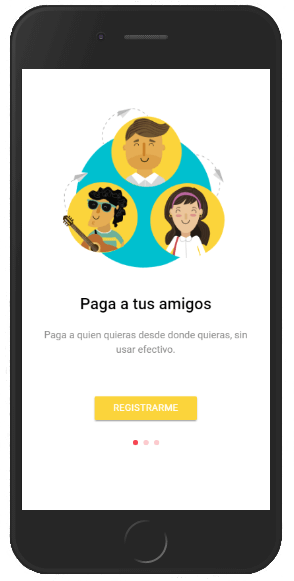 Paga a tus amigos
Paga a quien quieras desde donde quieras, sin
usar efectivo.
REGISTRARME